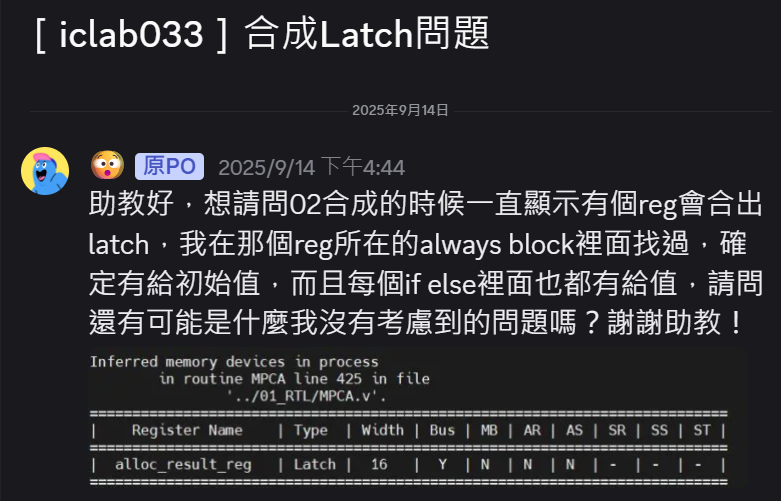 [ iclab033 ] 合成Latch問題
2025年9月14日
原PO 2025/9/14 下午4:44
助教好，想請問02合成的時候一直顯示有個reg會合出
latch，我在那個reg所在的always block裡面找過，確
定有給初始值，而且每個if else裡面也都有給值，請問
還有可能是什麼我沒有考慮到的問題嗎？謝謝助教！
Inferred memory devices in process
in routine MPCA line 425 in file
'../01_RTL/MPCA.v'.
===============================================================================
| Register Name | Type | Width | Bus | MB | AR | AS | SR | SS | ST |
===============================================================================
| alloc_result_reg | Latch | 16 | Y | N | N | N | - | - | - |
===============================================================================